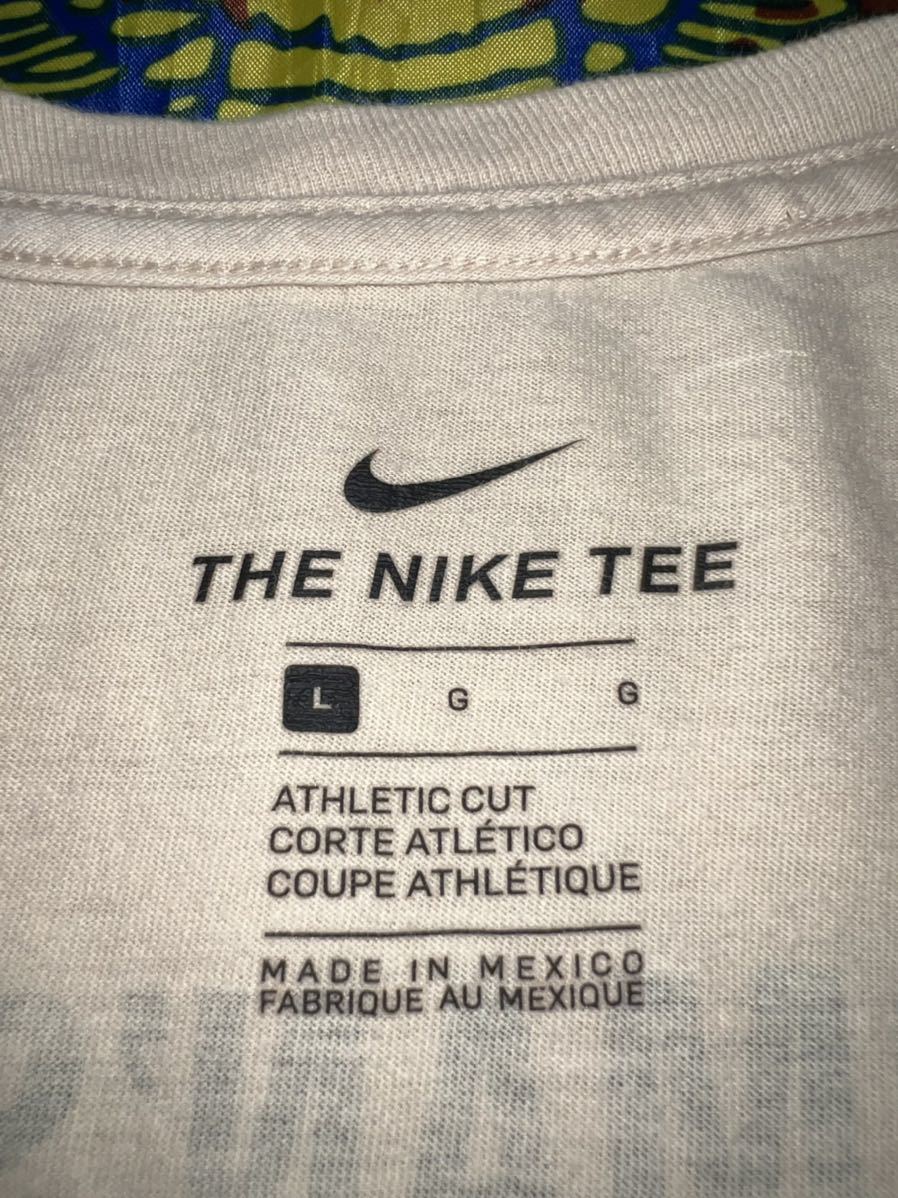 THE NIKE TEE
L G G
ATHLETIC CUT
CORTE ATLÉTICO
COUPE ATHLÉTIQUE
MADE IN MEXICO
FABRIQUE AU MEXIQUE